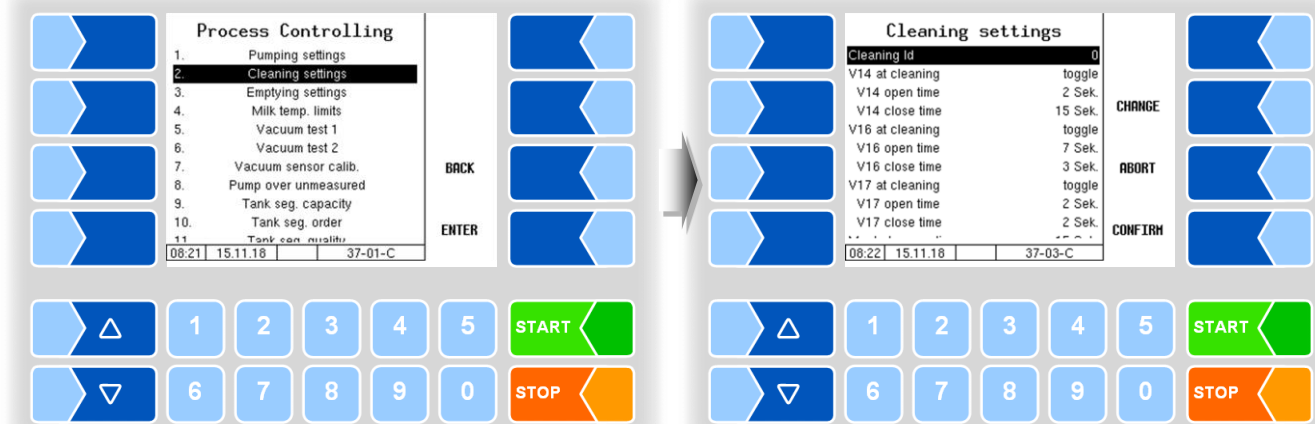 Process Controlling
1. Pumping settings
2. Cleaning settings
3. Emptying settings
4. Milk temp. limits
5. Vacuum test 1
6. Vacuum test 2
7. Vacuum sensor calib.
8. Pump over unmeasured
9. Tank seg. capacity
10. Tank seg. order
11. Tank seg. quality
BACK
ENTER
08:21 15.11.18 37-01-C
1 2 3 4 5 START
6 7 8 9 0 STOP
Cleaning settings
Cleaning Id 0
V14 at cleaning toggle
V14 open time 2 Sek.
V14 close time 15 Sek.
V16 at cleaning toggle
V16 open time 7 Sek.
V16 close time 3 Sek.
V17 at cleaning toggle
V17 open time 2 Sek.
V17 close time 2 Sek.
CHANGE
ABORT
CONFIRM
08:22 15.11.18 37-03-C
1 2 3 4 5 START
6 7 8 9 0 STOP